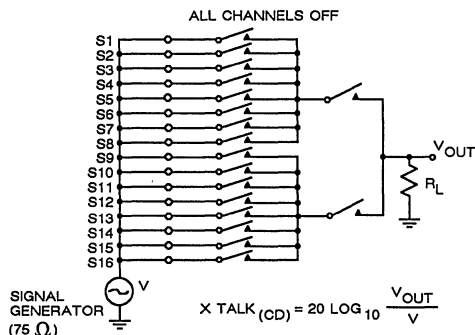 ALL CHANNELS OFF
S1
S2
S3
S4
S5
S6
S7
S8
S9
S10
S11
S12
S13
S14
S15
S16
VOUT
RL
V
SIGNAL
GENERATOR
(75 Ω)
X TALK(CD) = 20 LOG10 VOUT/V